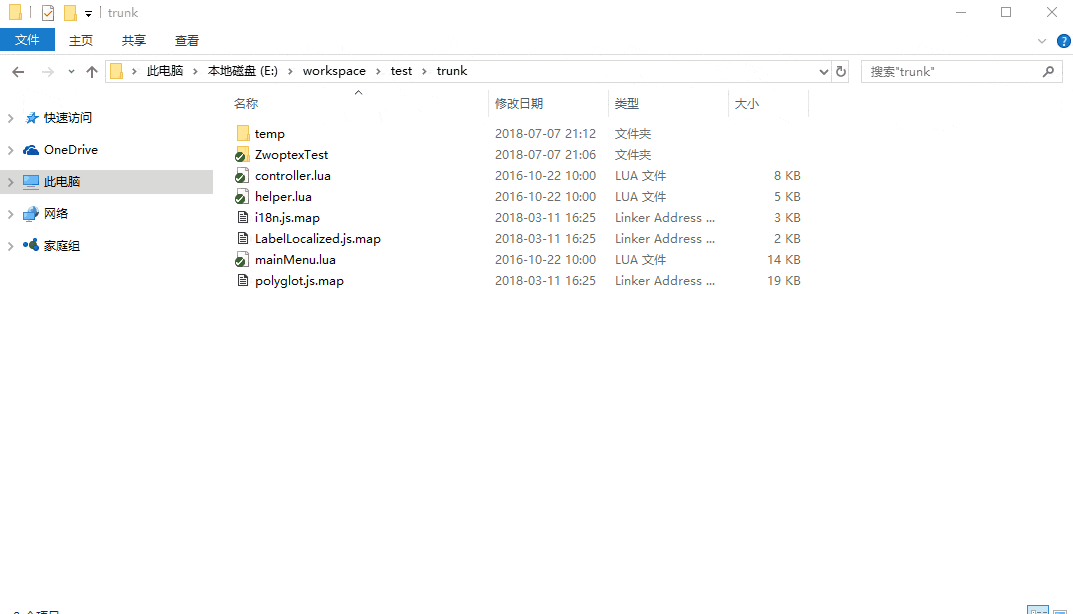 trunk
文件 主页 共享 查看
此电脑 本地磁盘 (E:) workspace test trunk 搜索"trunk"
名称 修改日期 类型 大小
快速访问
OneDrive
此电脑
网络
家庭组
temp 2018-07-07 21:12 文件夹
ZwoptexTest 2018-07-07 21:06 文件夹
controller.lua 2016-10-22 10:00 LUA 文件 8 KB
helper.lua 2016-10-22 10:00 LUA 文件 5 KB
i18n.js.map 2018-03-11 16:25 Linker Address ... 3 KB
LabelLocalized.js.map 2018-03-11 16:25 Linker Address ... 2 KB
mainMenu.lua 2016-10-22 10:00 LUA 文件 14 KB
polyglot.js.map 2018-03-11 16:25 Linker Address ... 19 KB